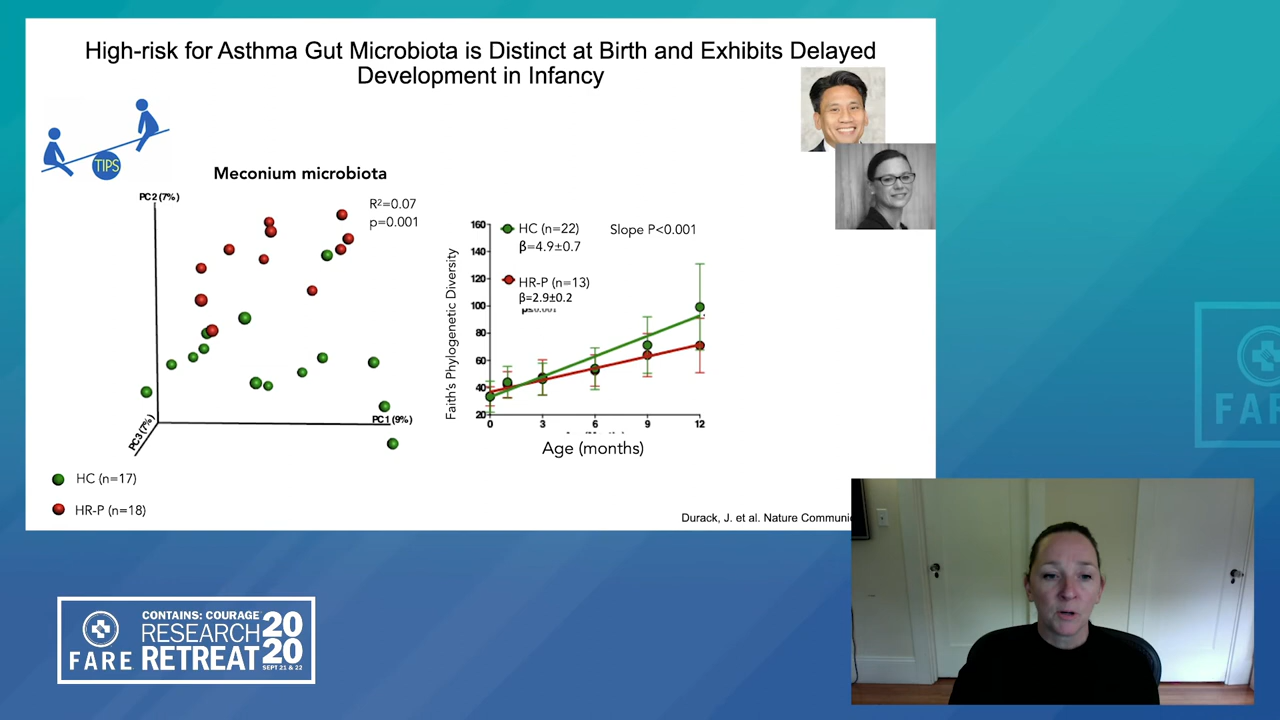 High-risk for Asthma Gut Microbiota is Distinct at Birth and Exhibits Delayed
Development in Infancy
TIPS
Meconium microbiota
PC2 (7%)
R²=0.07
p=0.001
PC1 (9%)
PC3 (7%)
HC (n=17)
HR-P (n=18)
HC (n=22)
β=4.9±0.7
Slope P<0.001
HR-P (n=13)
β=2.9±0.2
Faith's Phylogenetic Diversity
160
140
120
100
80
60
40
20
0
3
6
9
12
Age (months)
Durack, J. et al. Nature
FARE
CONTAINS: COURAGE
RESEARCH
RETREAT
2020
SEPT 21 & 22
FARE